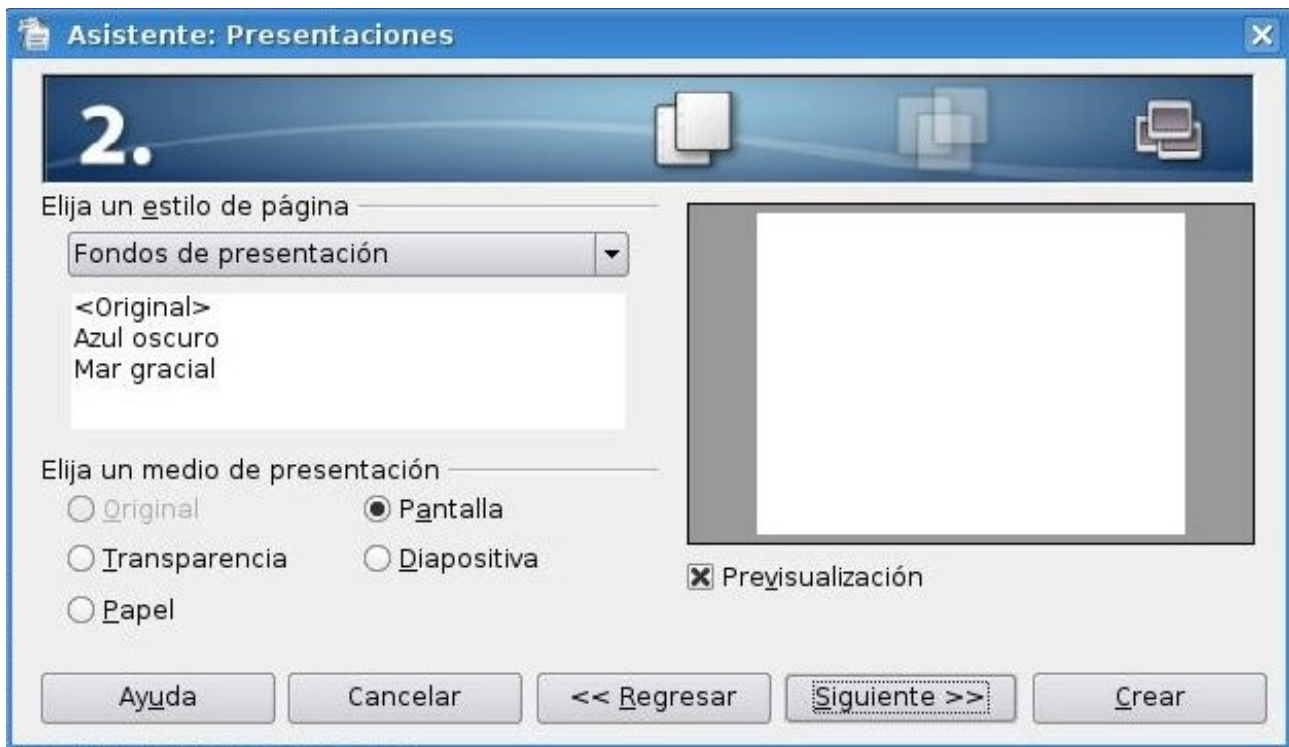 Asistente: Presentaciones
2.
Elija un estilo de página
Fondos de presentación
<Original>
Azul oscuro
Mar gracial
Elija un medio de presentación
Original
Pantalla
Transparencia
Diapositiva
Papel
Previsualización
Ayuda
Cancelar
<< Regresar
Siguiente >>
Crear